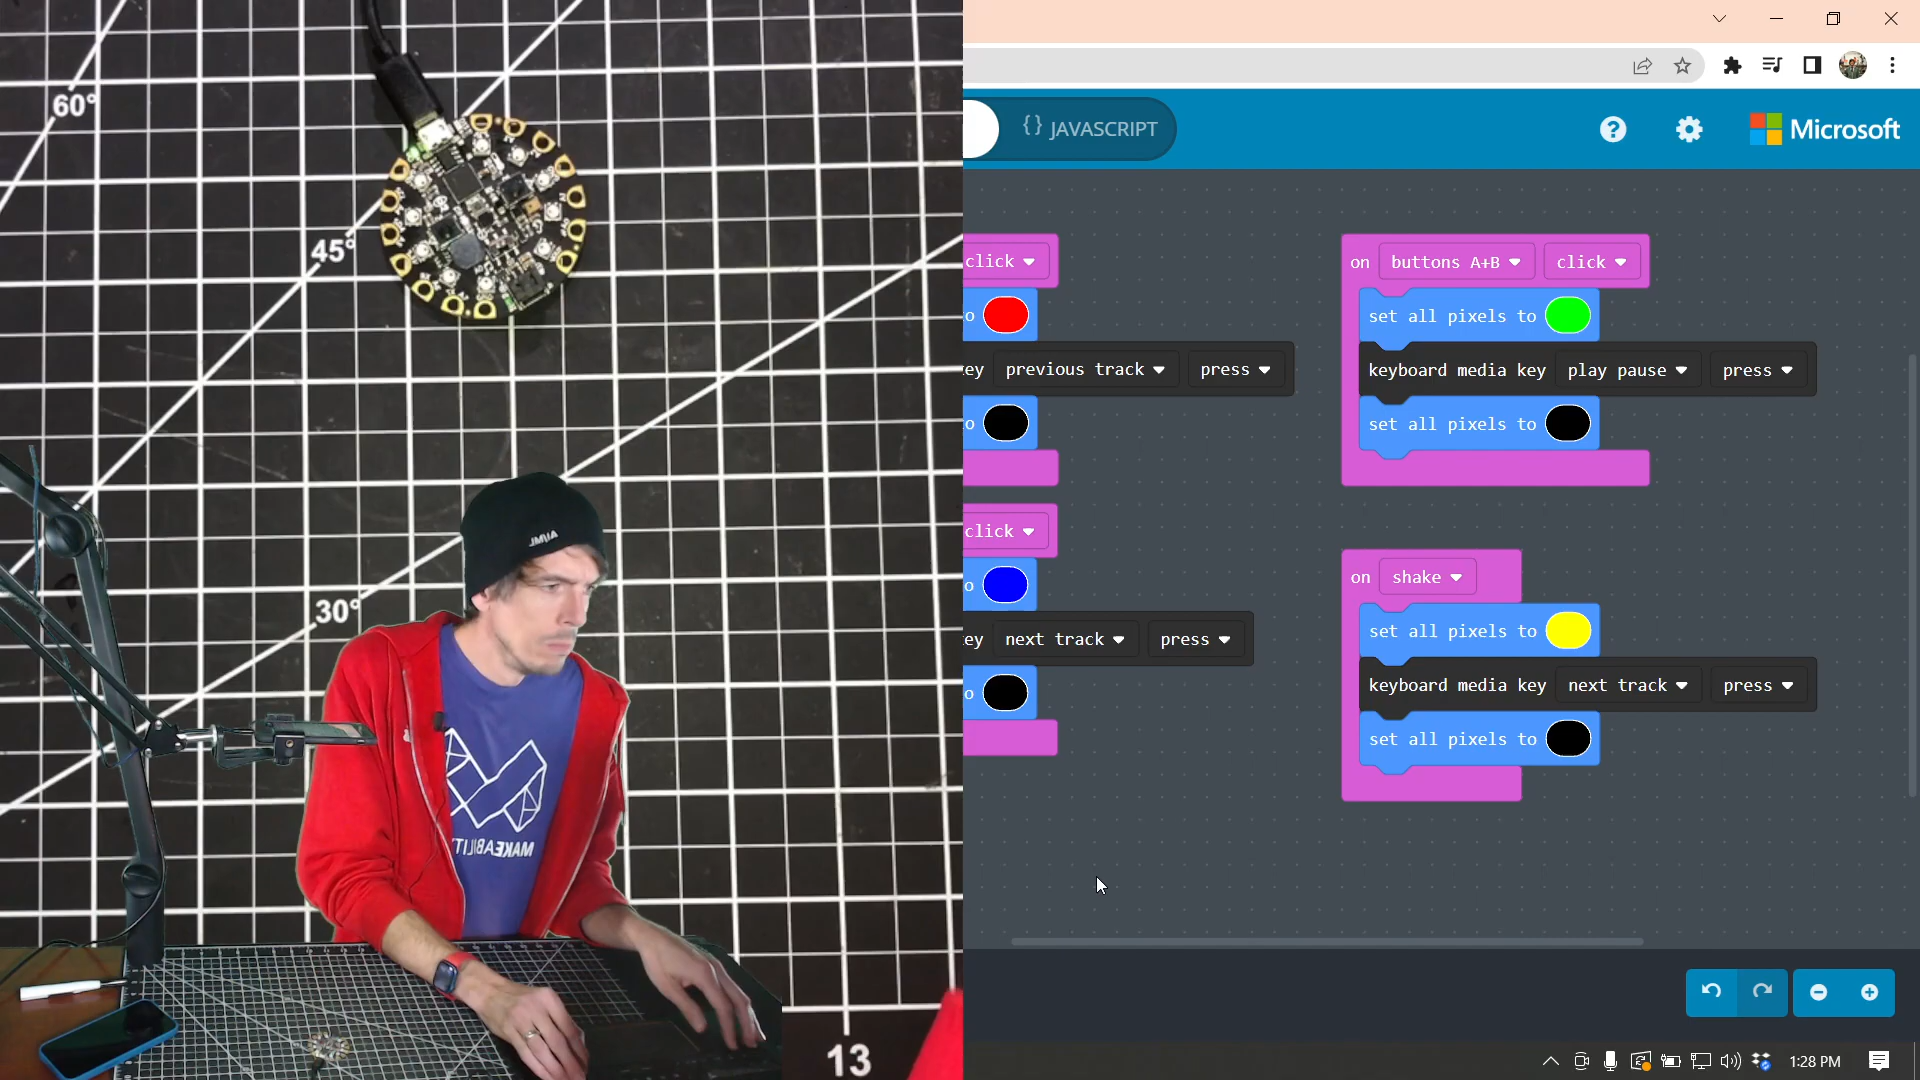 60°
45°
30°
13
AI/ML
MAKEABILIT
{} JAVASCRIPT
Microsoft
click
o
ey previous track press
o
click
o
ey next track press
o
on buttons A+B click
set all pixels to
keyboard media key play pause press
set all pixels to
on shake
set all pixels to
keyboard media key next track press
set all pixels to
1:28 PM